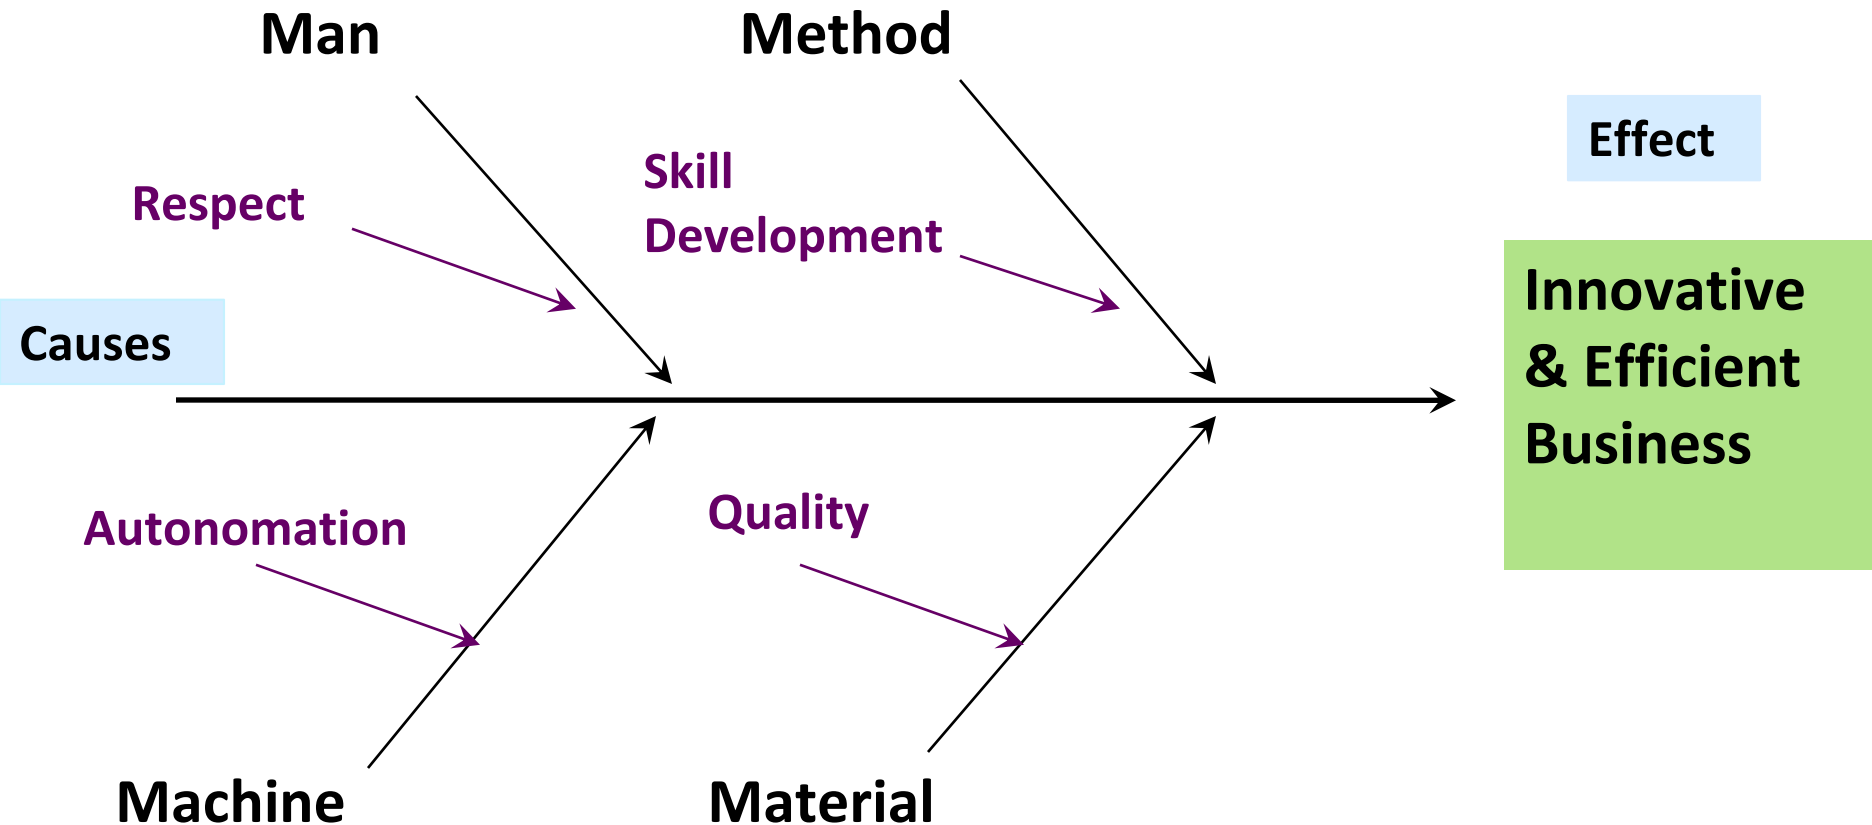 Man
Method
Effect
Skill
Development
Respect
Causes
Innovative
& Efficient
Business
Autonomation
Quality
Machine
Material